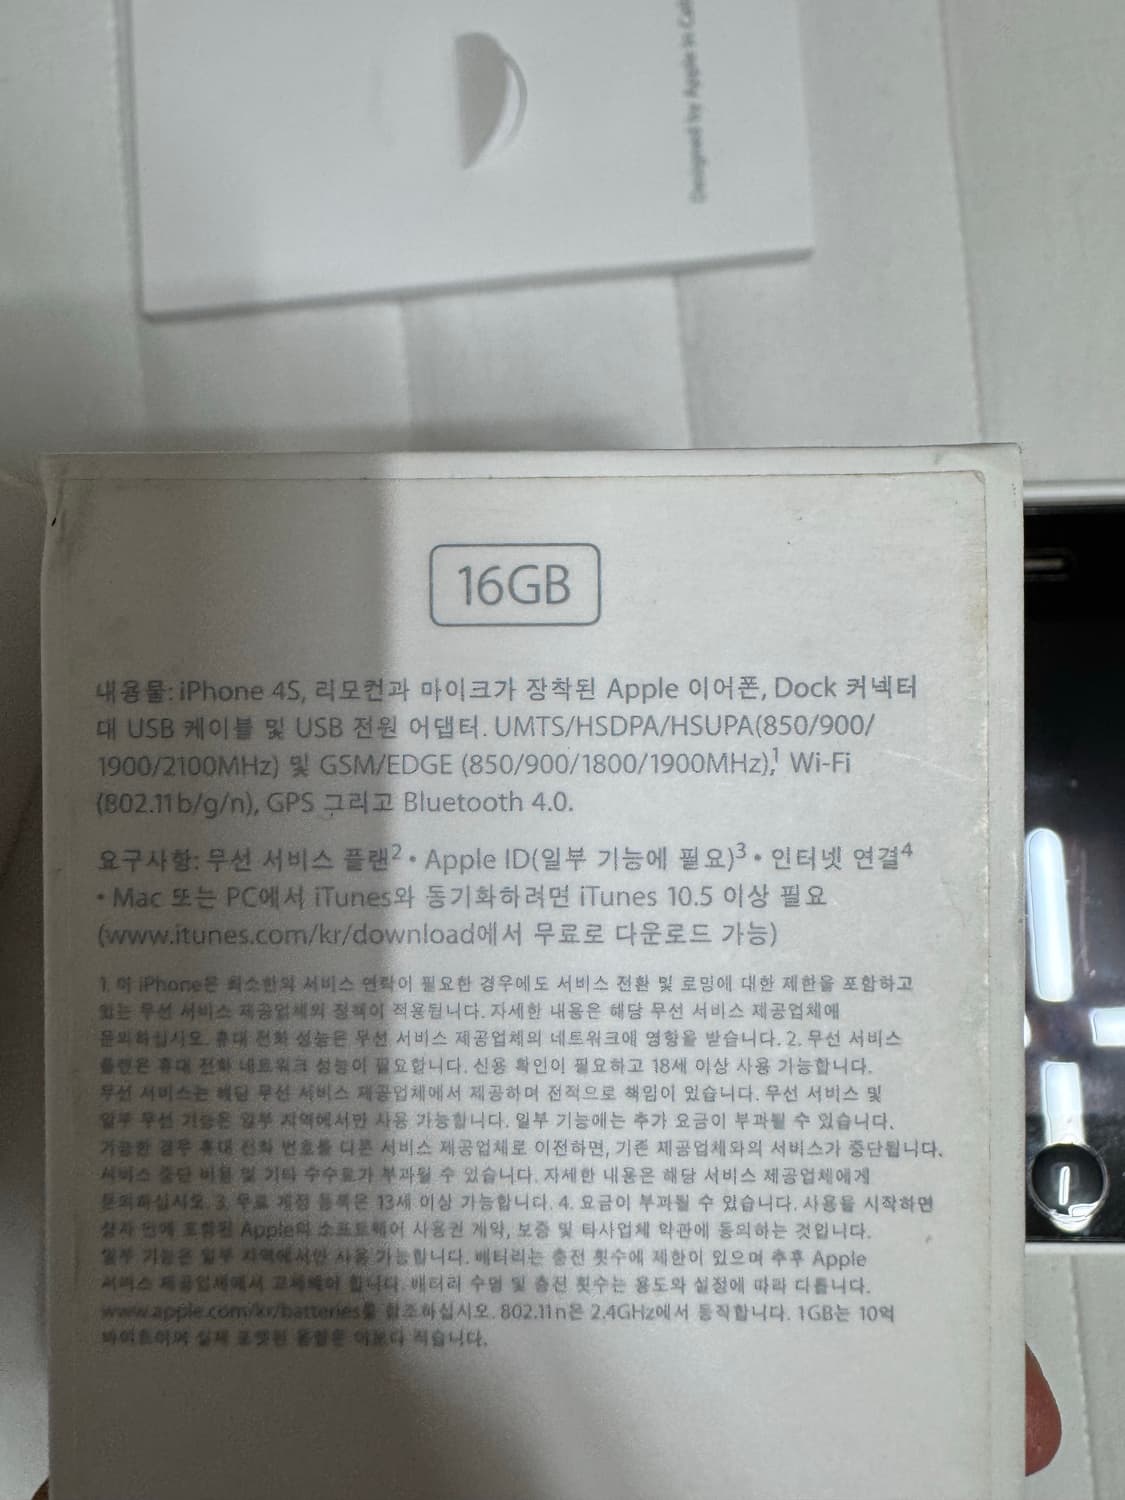 Designed by Apple in Cal
16GB
내용물: iPhone 4S, 리모컨과 마이크가 장착된 Apple 이어폰, Dock 커넥터
대 USB 케이블 및 USB 전원 어댑터. UMTS/HSDPA/HSUPA(850/900/
1900/2100MHz) 및 GSM/EDGE (850/900/1800/1900MHz),1 Wi-Fi
(802.11b/g/n), GPS 그리고 Bluetooth 4.0.
요구사항: 무선 서비스 플랜2 • Apple ID(일부 기능에 필요)3 • 인터넷 연결4
• Mac 또는 PC에서 iTunes와 동기화하려면 iTunes 10.5 이상 필요
(www.itunes.com/kr/download에서 무료로 다운로드 가능)
1. 이 iPhone은 최소한의 서비스 연락이 필요한 경우에도 서비스 전환 및 로밍에 대한 제한을 포함하고
있는 무선 서비스 제공업체의 정책이 적용됩니다. 자세한 내용은 해당 무선 서비스 제공업체에
문의하십시오. 휴대 전화 성능은 무선 서비스 제공업체의 네트워크에 영향을 받습니다. 2. 무선 서비스
플랜은 휴대 전화 네트워크 성능이 필요합니다. 신용 확인이 필요하고 18세 이상 사용 가능합니다.
무선 서비스는 해당 무선 서비스 제공업체에서 제공하며 전적으로 책임이 있습니다. 무선 서비스 및
일부 무선 기능은 일부 지역에서만 사용 가능합니다. 일부 기능에는 추가 요금이 부과될 수 있습니다.
가능한 경우 휴대 전화 번호를 다른 서비스 제공업체로 이전하면, 기존 제공업체와의 서비스가 중단됩니다.
서비스 중단 비용 및 기타 수수료가 부과될 수 있습니다. 자세한 내용은 해당 서비스 제공업체에게
문의하십시오. 3. 무료 계정 등록은 13세 이상 가능합니다. 4. 요금이 부과될 수 있습니다. 사용을 시작하면
상자 안에 포함된 Apple의 소프트웨어 사용권 계약, 보증 및 타사업체 약관에 동의하는 것입니다.
일부 기능은 일부 지역에서만 사용 가능합니다. 배터리는 충전 횟수에 제한이 있으며 추후 Apple
서비스 제공업체에서 교체해야 합니다. 배터리 수명 및 충전 횟수는 용도와 설정에 따라 다릅니다.
www.apple.com/kr/batteries를 참조하십시오. 802.11n은 2.4GHz에서 동작합니다. 1GB는 10억
바이트이며 실제 포맷된 용량은 이보다 적습니다.